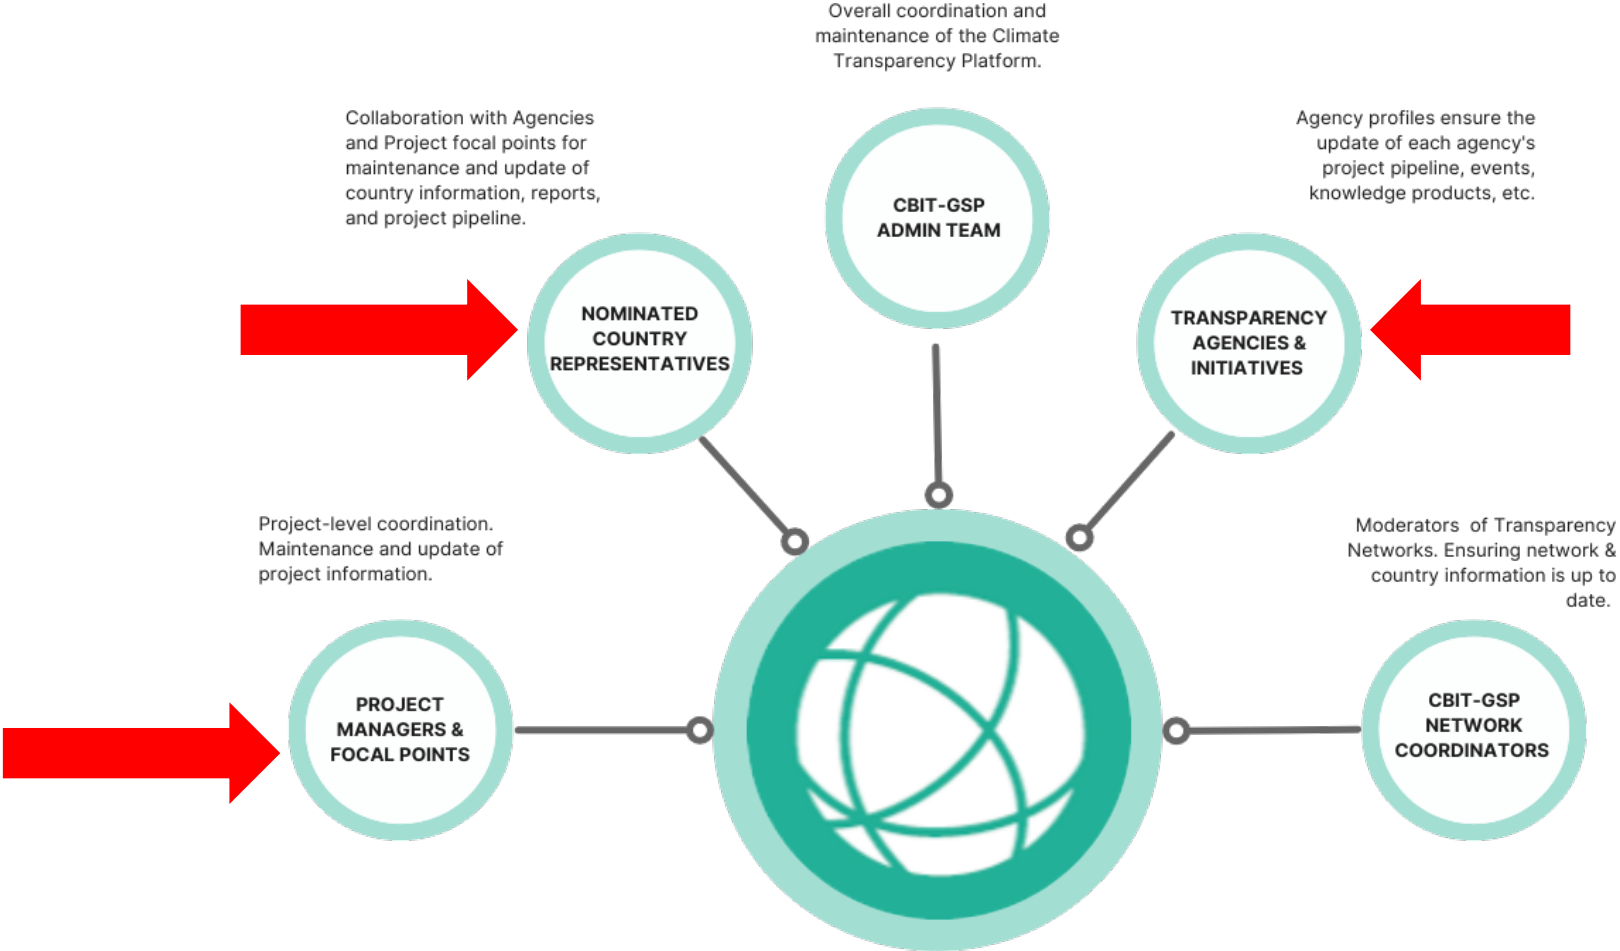 Overall coordination and
maintenance of the Climate
Transparency Platform.
CBIT-GSP
ADMIN TEAM
Collaboration with Agencies
and Project focal points for
maintenance and update of
country information, reports,
and project pipeline.
NOMINATED
COUNTRY
REPRESENTATIVES
Agency profiles ensure the
update of each agency's
project pipeline, events,
knowledge products, etc.
TRANSPARENCY
AGENCIES &
INITIATIVES
Project-level coordination.
Maintenance and update of
project information.
PROJECT
MANAGERS &
FOCAL POINTS
Moderators of Transparency
Networks. Ensuring network &
country information is up to
date.
CBIT-GSP
NETWORK
COORDINATORS